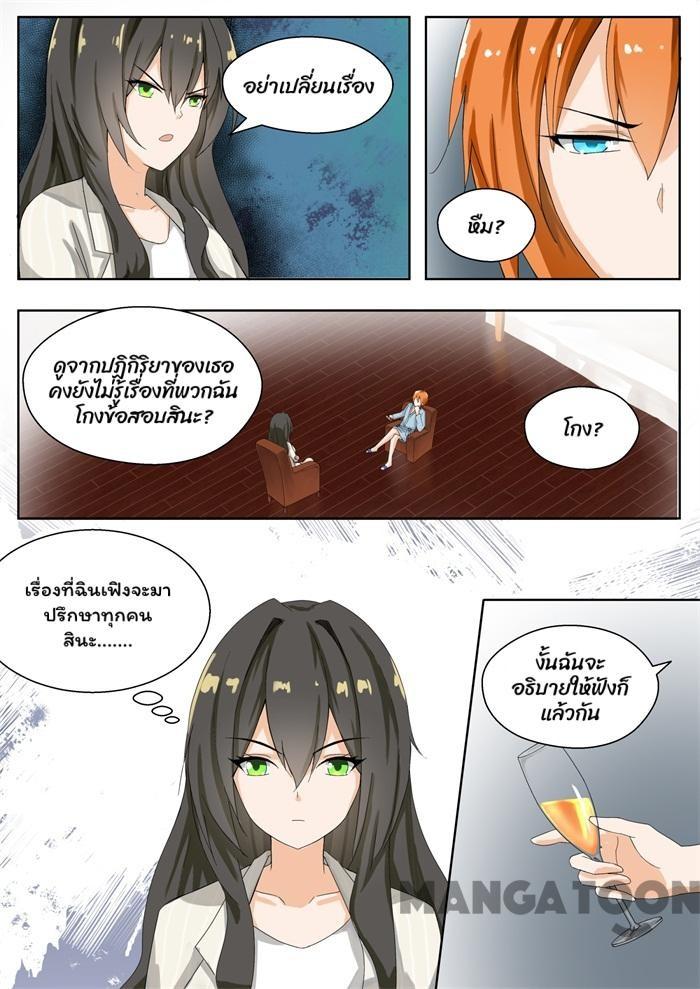 อย่าเปลี่ยนเรื่อง
หืม?
ดูจากปฏิกิริยาของเธอ
คงยังไม่รู้เรื่องที่พวกฉัน
โกงข้อสอบสินะ?
โกง?
เรื่องที่ฉินเฟิงจะมา
ปรึกษาทุกคน
สินะ.......
งั้นฉันจะ
อธิบายให้ฟังก็
แล้วกัน
MANGATOON